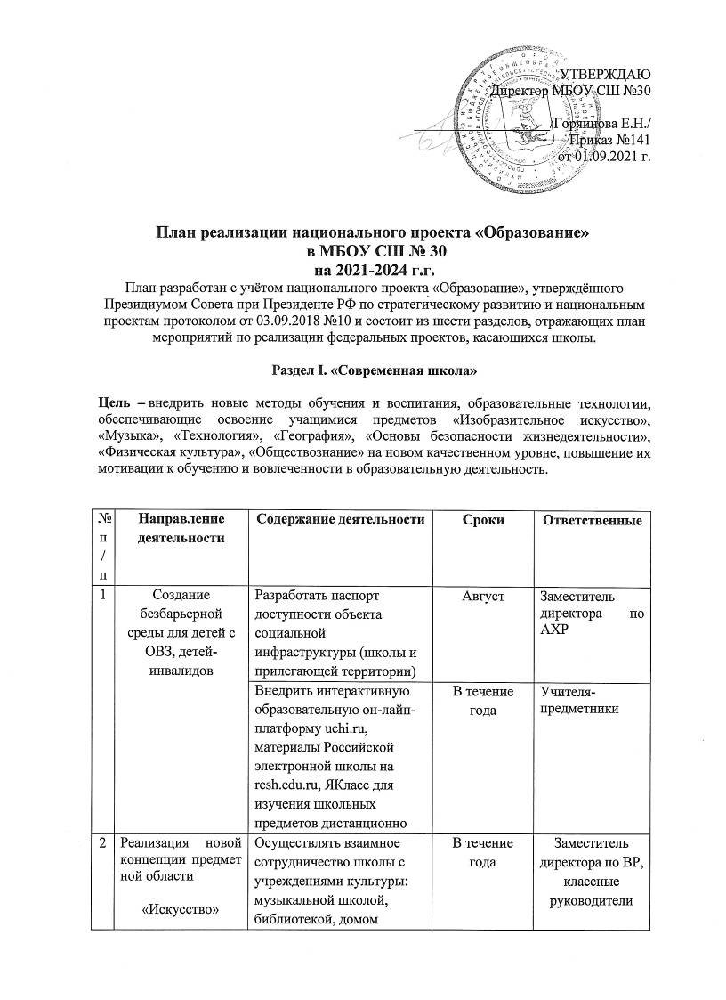 УТВЕРЖДАЮ
Директор МБОУ СШ №30
/Горяинова Е.Н./
Приказ №141
от 01.09.2021 г.
План реализации национального проекта «Образование»
в МБОУ СШ № 30
на 2021-2024 г.г.
План разработан с учётом национального проекта «Образование», утверждённого
Президиумом Совета при Президенте РФ по стратегическому развитию и национальным
проектам протоколом от 03.09.2018 №10 и состоит из шести разделов, отражающих план
мероприятий по реализации федеральных проектов, касающихся школы.
Раздел I. «Современная школа»
Цель – внедрить новые методы обучения и воспитания, образовательные технологии,
обеспечивающие освоение учащимися предметов «Изобразительное искусство»,
«Музыка», «Технология», «География», «Основы безопасности жизнедеятельности»,
«Физическая культура», «Обществознание» на новом качественном уровне, повышение их
мотивации к обучению и вовлеченности в образовательную деятельность.
№
п
/
п
Направление
деятельности
Содержание деятельности
Сроки
Ответственные
1
Создание
безбарьерной
среды для детей с
ОВЗ, детей-
инвалидов
Разработать паспорт
доступности объекта
социальной
инфраструктуры (школы и
прилегающей территории)
Август
Заместитель
директора по
АХР
Внедрить интерактивную
образовательную он-лайн-
платформу uchi.ru,
материалы Российской
электронной школы на
resh.edu.ru, ЯКласс для
изучения школьных
предметов дистанционно
В течение
года
Учителя-
предметники
2
Реализация новой
концепции предмет
ной области
«Искусство»
Осуществлять взаимное
сотрудничество школы с
учреждениями культуры:
музыкальной школой,
библиотекой, домом
В течение
года
Заместитель
директора по ВР,
классные
руководители